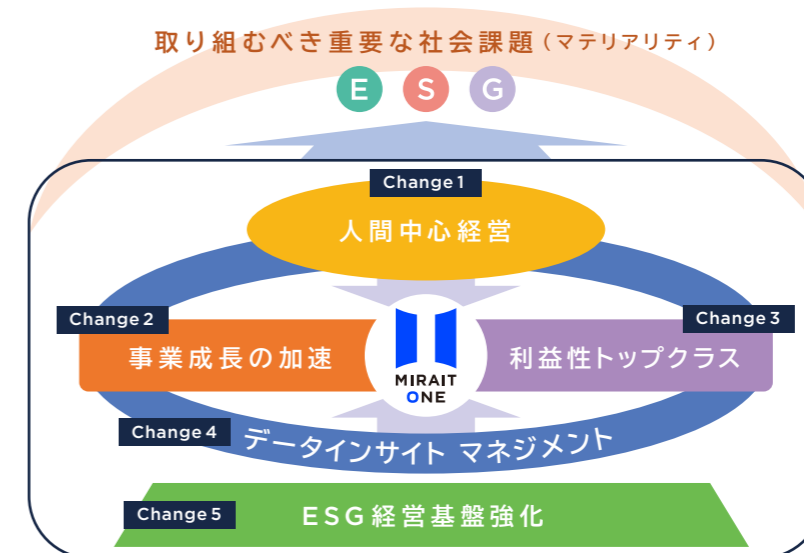 取り組むべき重要な社会課題（マテリアリティ）
E S G
Change 1
人間中心経営
Change 2
事業成長の加速
MIRAIT
ONE
Change 3
利益性トップクラス
Change 4
データインサイト マネジメント
Change 5
ESG経営基盤強化